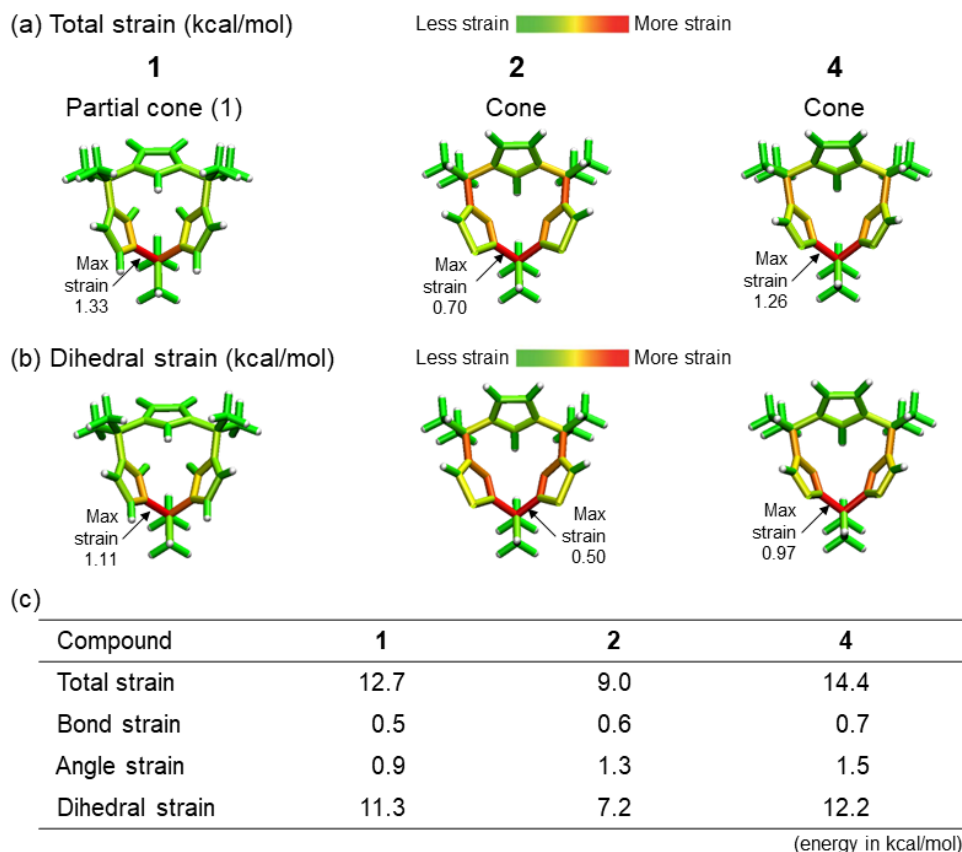 (a) Total strain (kcal/mol)
Less strain More strain
1 2 4
Partial cone (1) Cone Cone
Max strain 1.33
Max strain 0.70
Max strain 1.26
(b) Dihedral strain (kcal/mol)
Less strain More strain
Max strain 1.11
Max strain 0.50
Max strain 0.97
(c)
Compound 1 2 4
Total strain 12.7 9.0 14.4
Bond strain 0.5 0.6 0.7
Angle strain 0.9 1.3 1.5
Dihedral strain 11.3 7.2 12.2
(energy in kcal/mol)